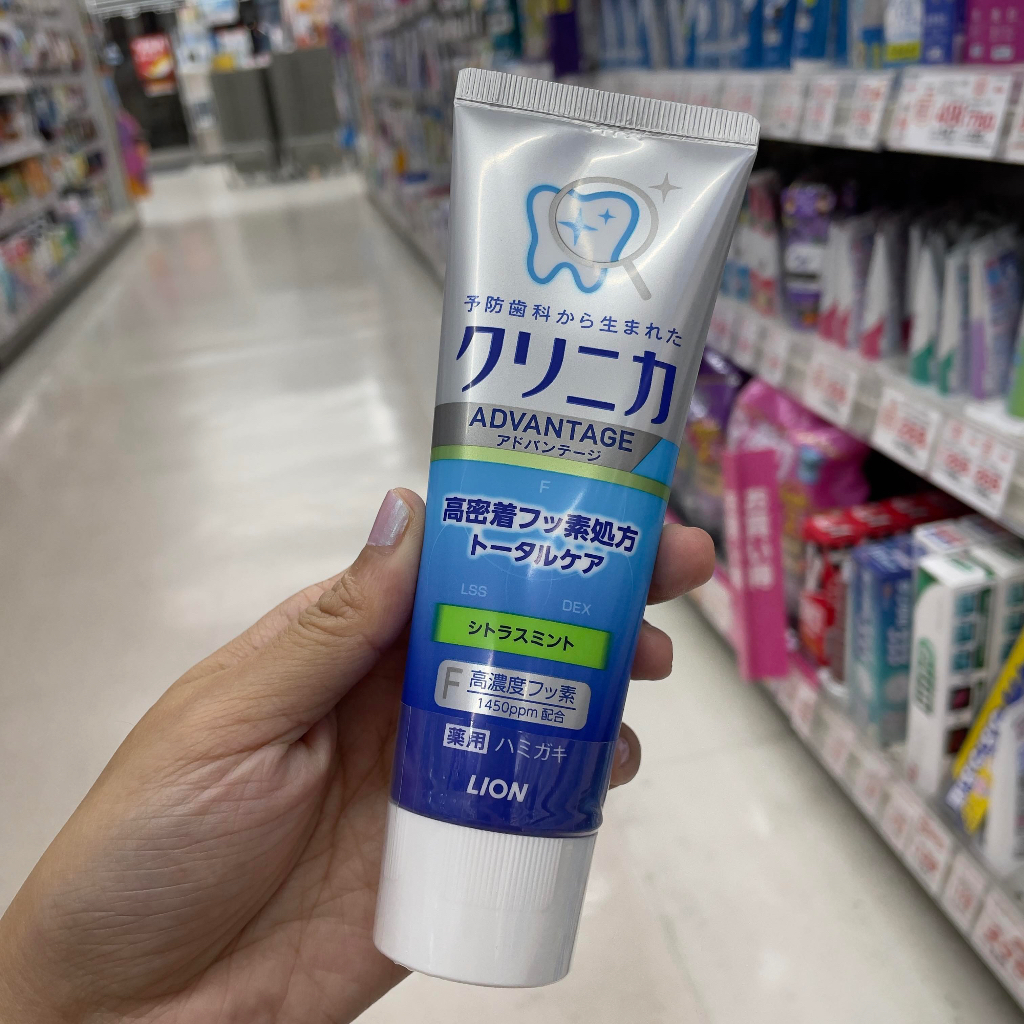 予防歯科から生まれた
クリニカ
ADVANTAGE
アドバンテージ
F
高密着フッ素処方
トータルケア
LSS
DEX
シトラスミント
F 高濃度フッ素
1450ppm 配合
薬用 ハミガキ
LION